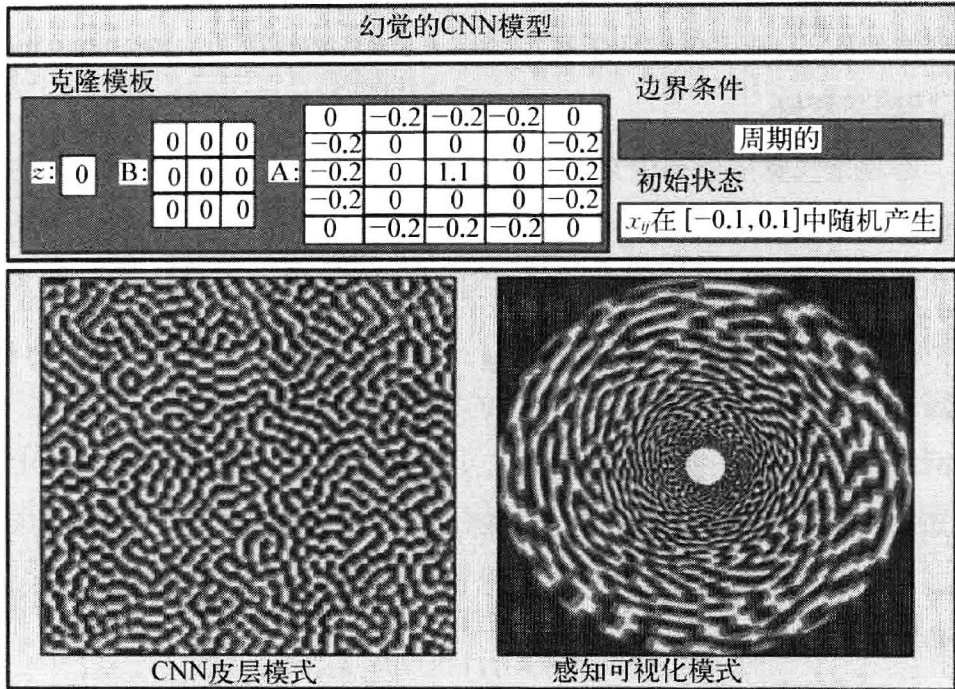 幻觉的CNN模型
克隆模板
z: 0
B:
0 0 0
0 0 0
0 0 0
A:
0 −0.2 −0.2 −0.2 0
−0.2 0 0 0 −0.2
−0.2 0 1.1 0 −0.2
−0.2 0 0 0 −0.2
0 −0.2 −0.2 −0.2 0
边界条件
周期的
初始状态
xij在 [−0.1, 0.1]中随机产生
CNN皮层模式
感知可视化模式